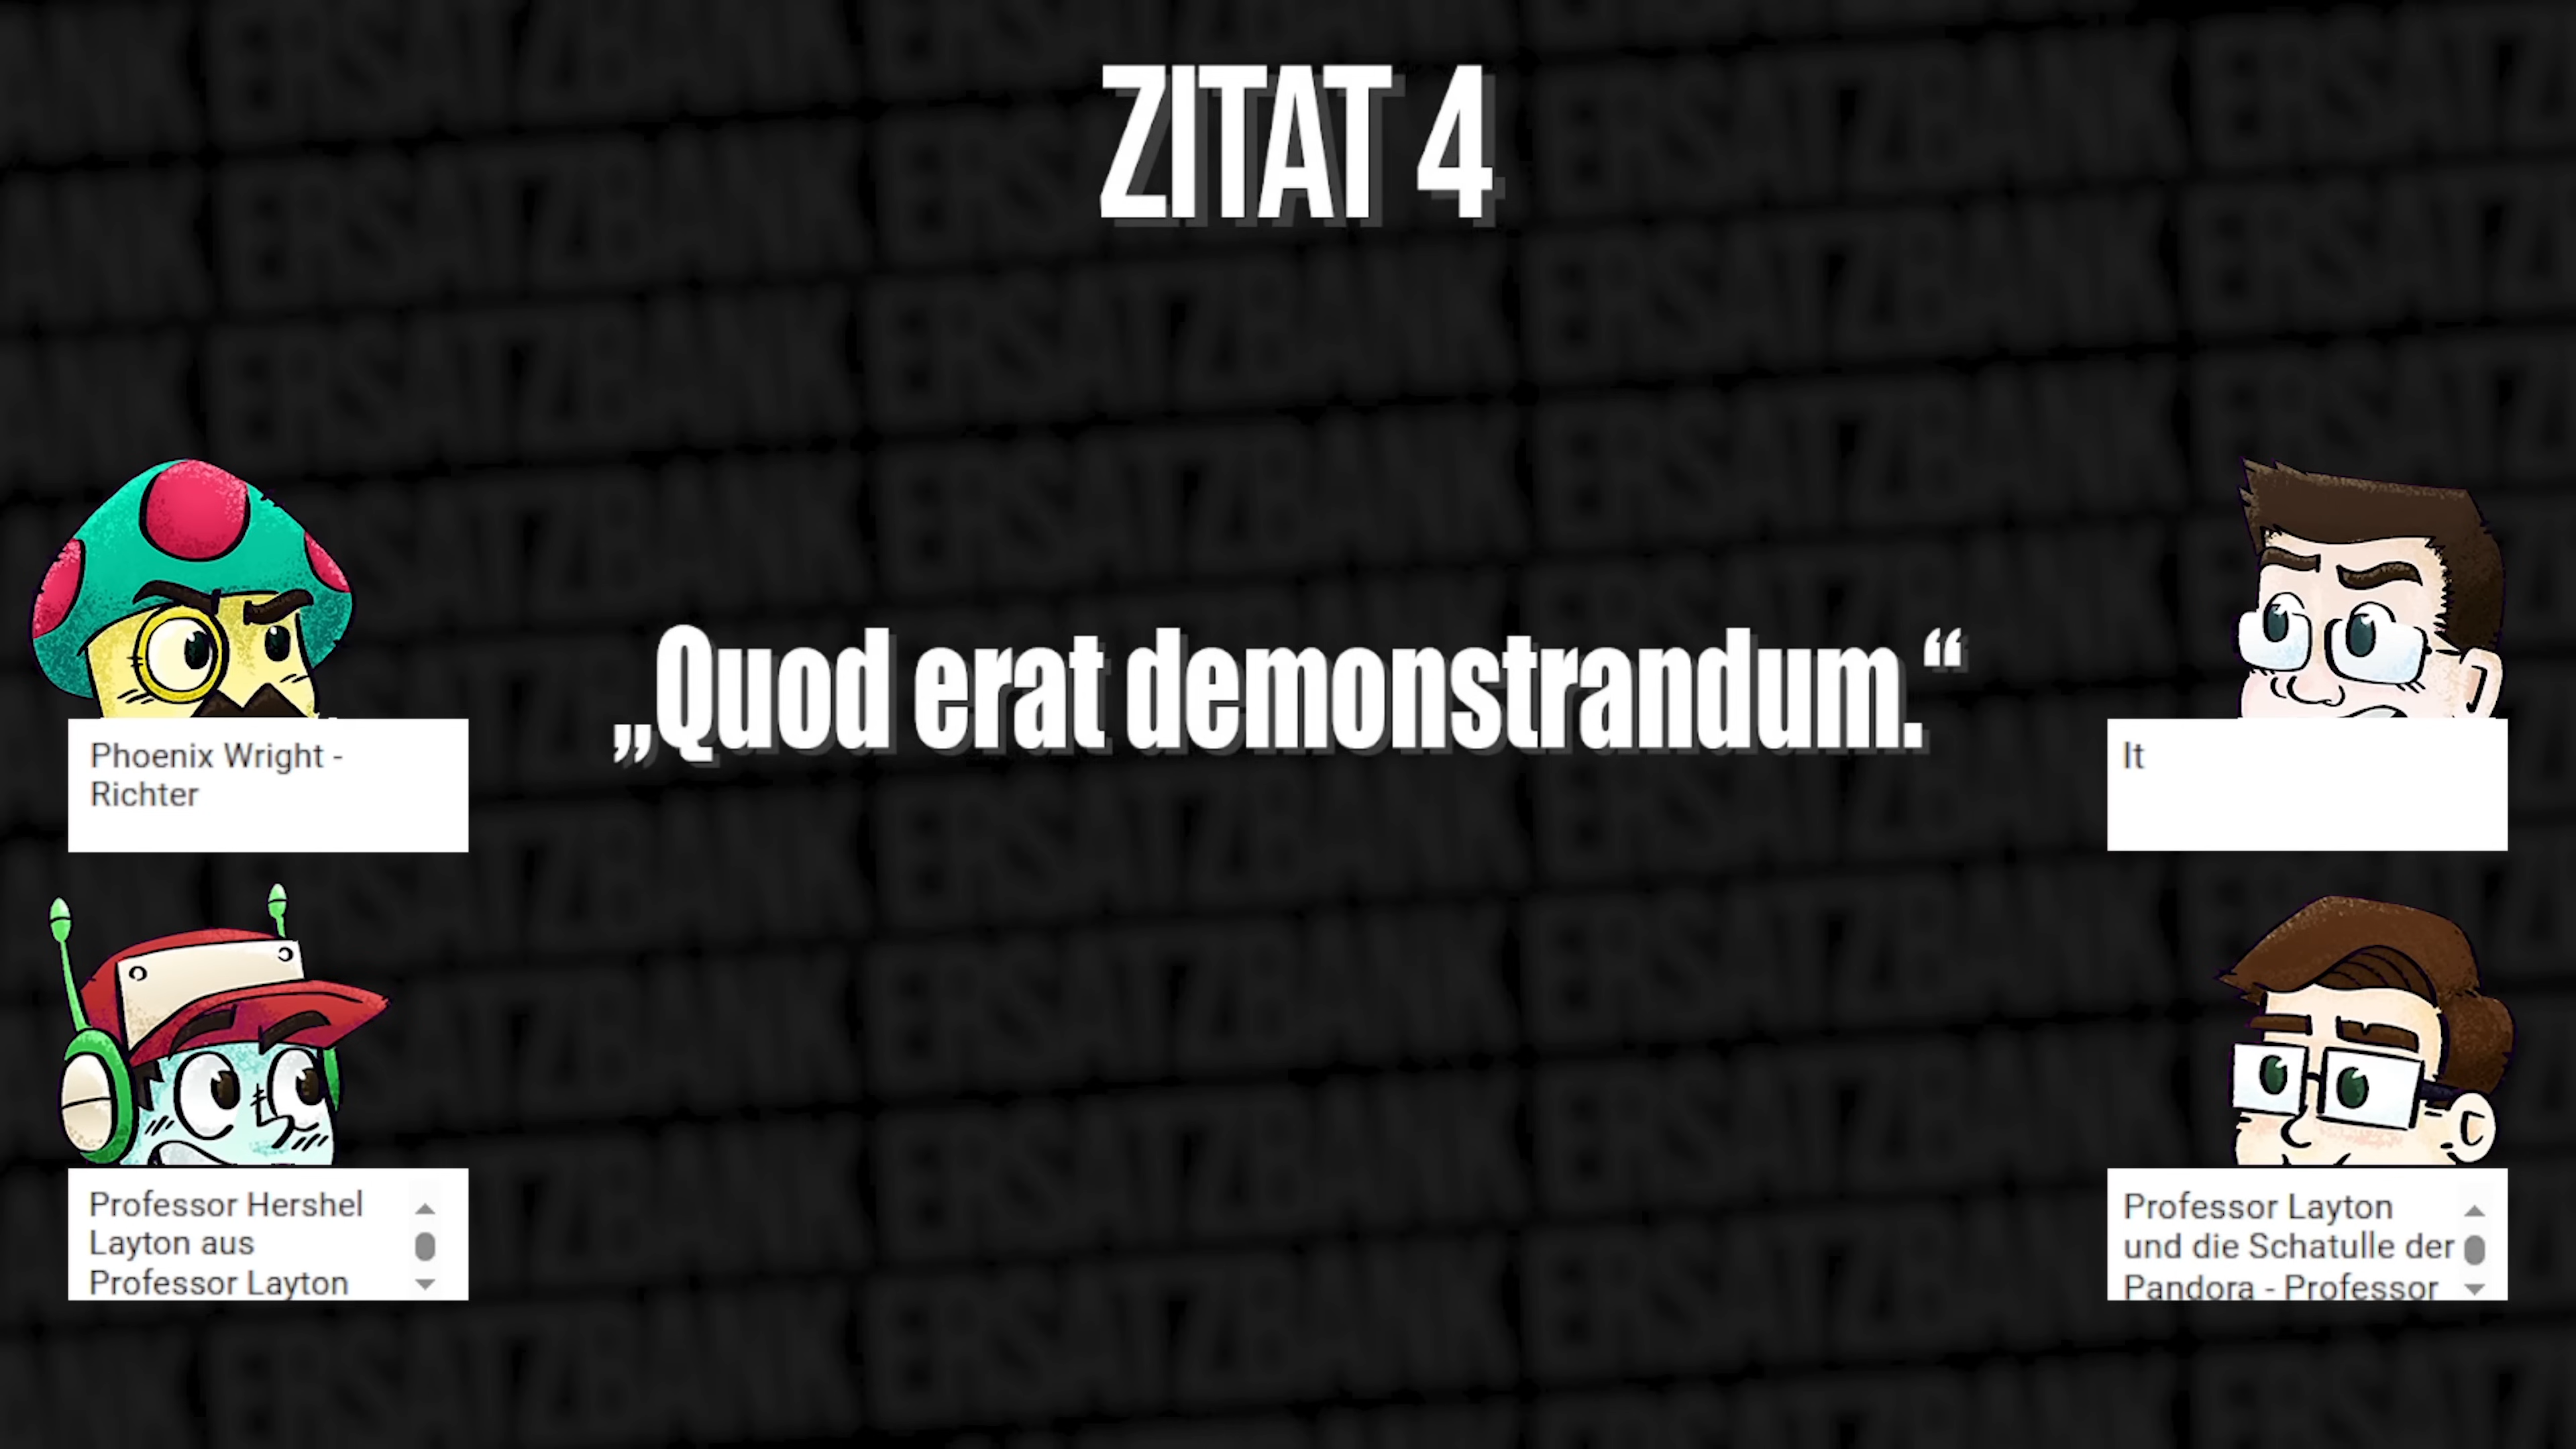 ZITAT 4
„Quod erat demonstrandum.“
Phoenix Wright -
Richter
It
Professor Hershel
Layton aus
Professor Layton
Professor Layton
und die Schatulle der
Pandora - Professor
ERSATZBANK